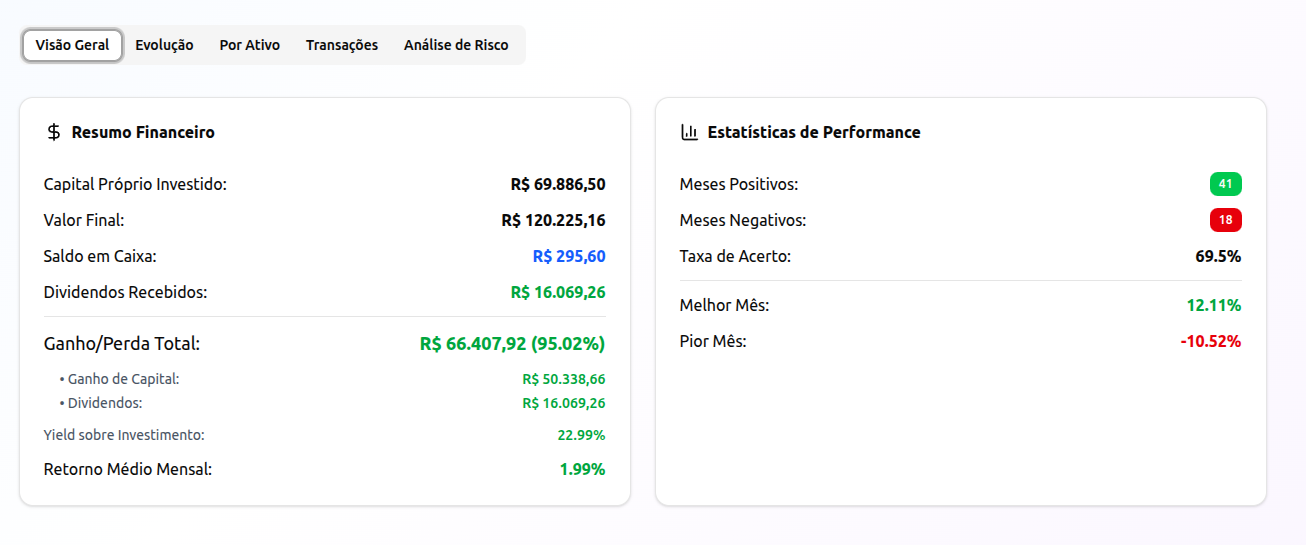 Visão Geral Evolução Por Ativo Transações Análise de Risco
Resumo Financeiro
Capital Próprio Investido: R$ 69.886,50
Valor Final: R$ 120.225,16
Saldo em Caixa: R$ 295,60
Dividendos Recebidos: R$ 16.069,26
Ganho/Perda Total: R$ 66.407,92 (95.02%)
• Ganho de Capital: R$ 50.338,66
• Dividendos: R$ 16.069,26
Yield sobre Investimento: 22.99%
Retorno Médio Mensal: 1.99%
Estatísticas de Performance
Meses Positivos: 41
Meses Negativos: 18
Taxa de Acerto: 69.5%
Melhor Mês: 12.11%
Pior Mês: -10.52%